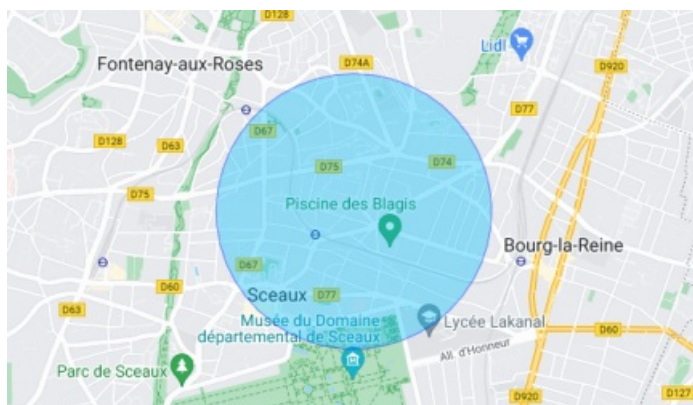 D128
D920
Lidl
Fontenay-aux-Roses
D74A
D77
D67
D128
D63
D75
D74
D75
Piscine des Blagis
Bourg-la-Reine
D67
D60
Sceaux
D77
D63
Musée du Domaine
départemental de Sceaux
Lycée Lakanal
D60
All. d'Honneur
Parc de Sceaux
D920
D127